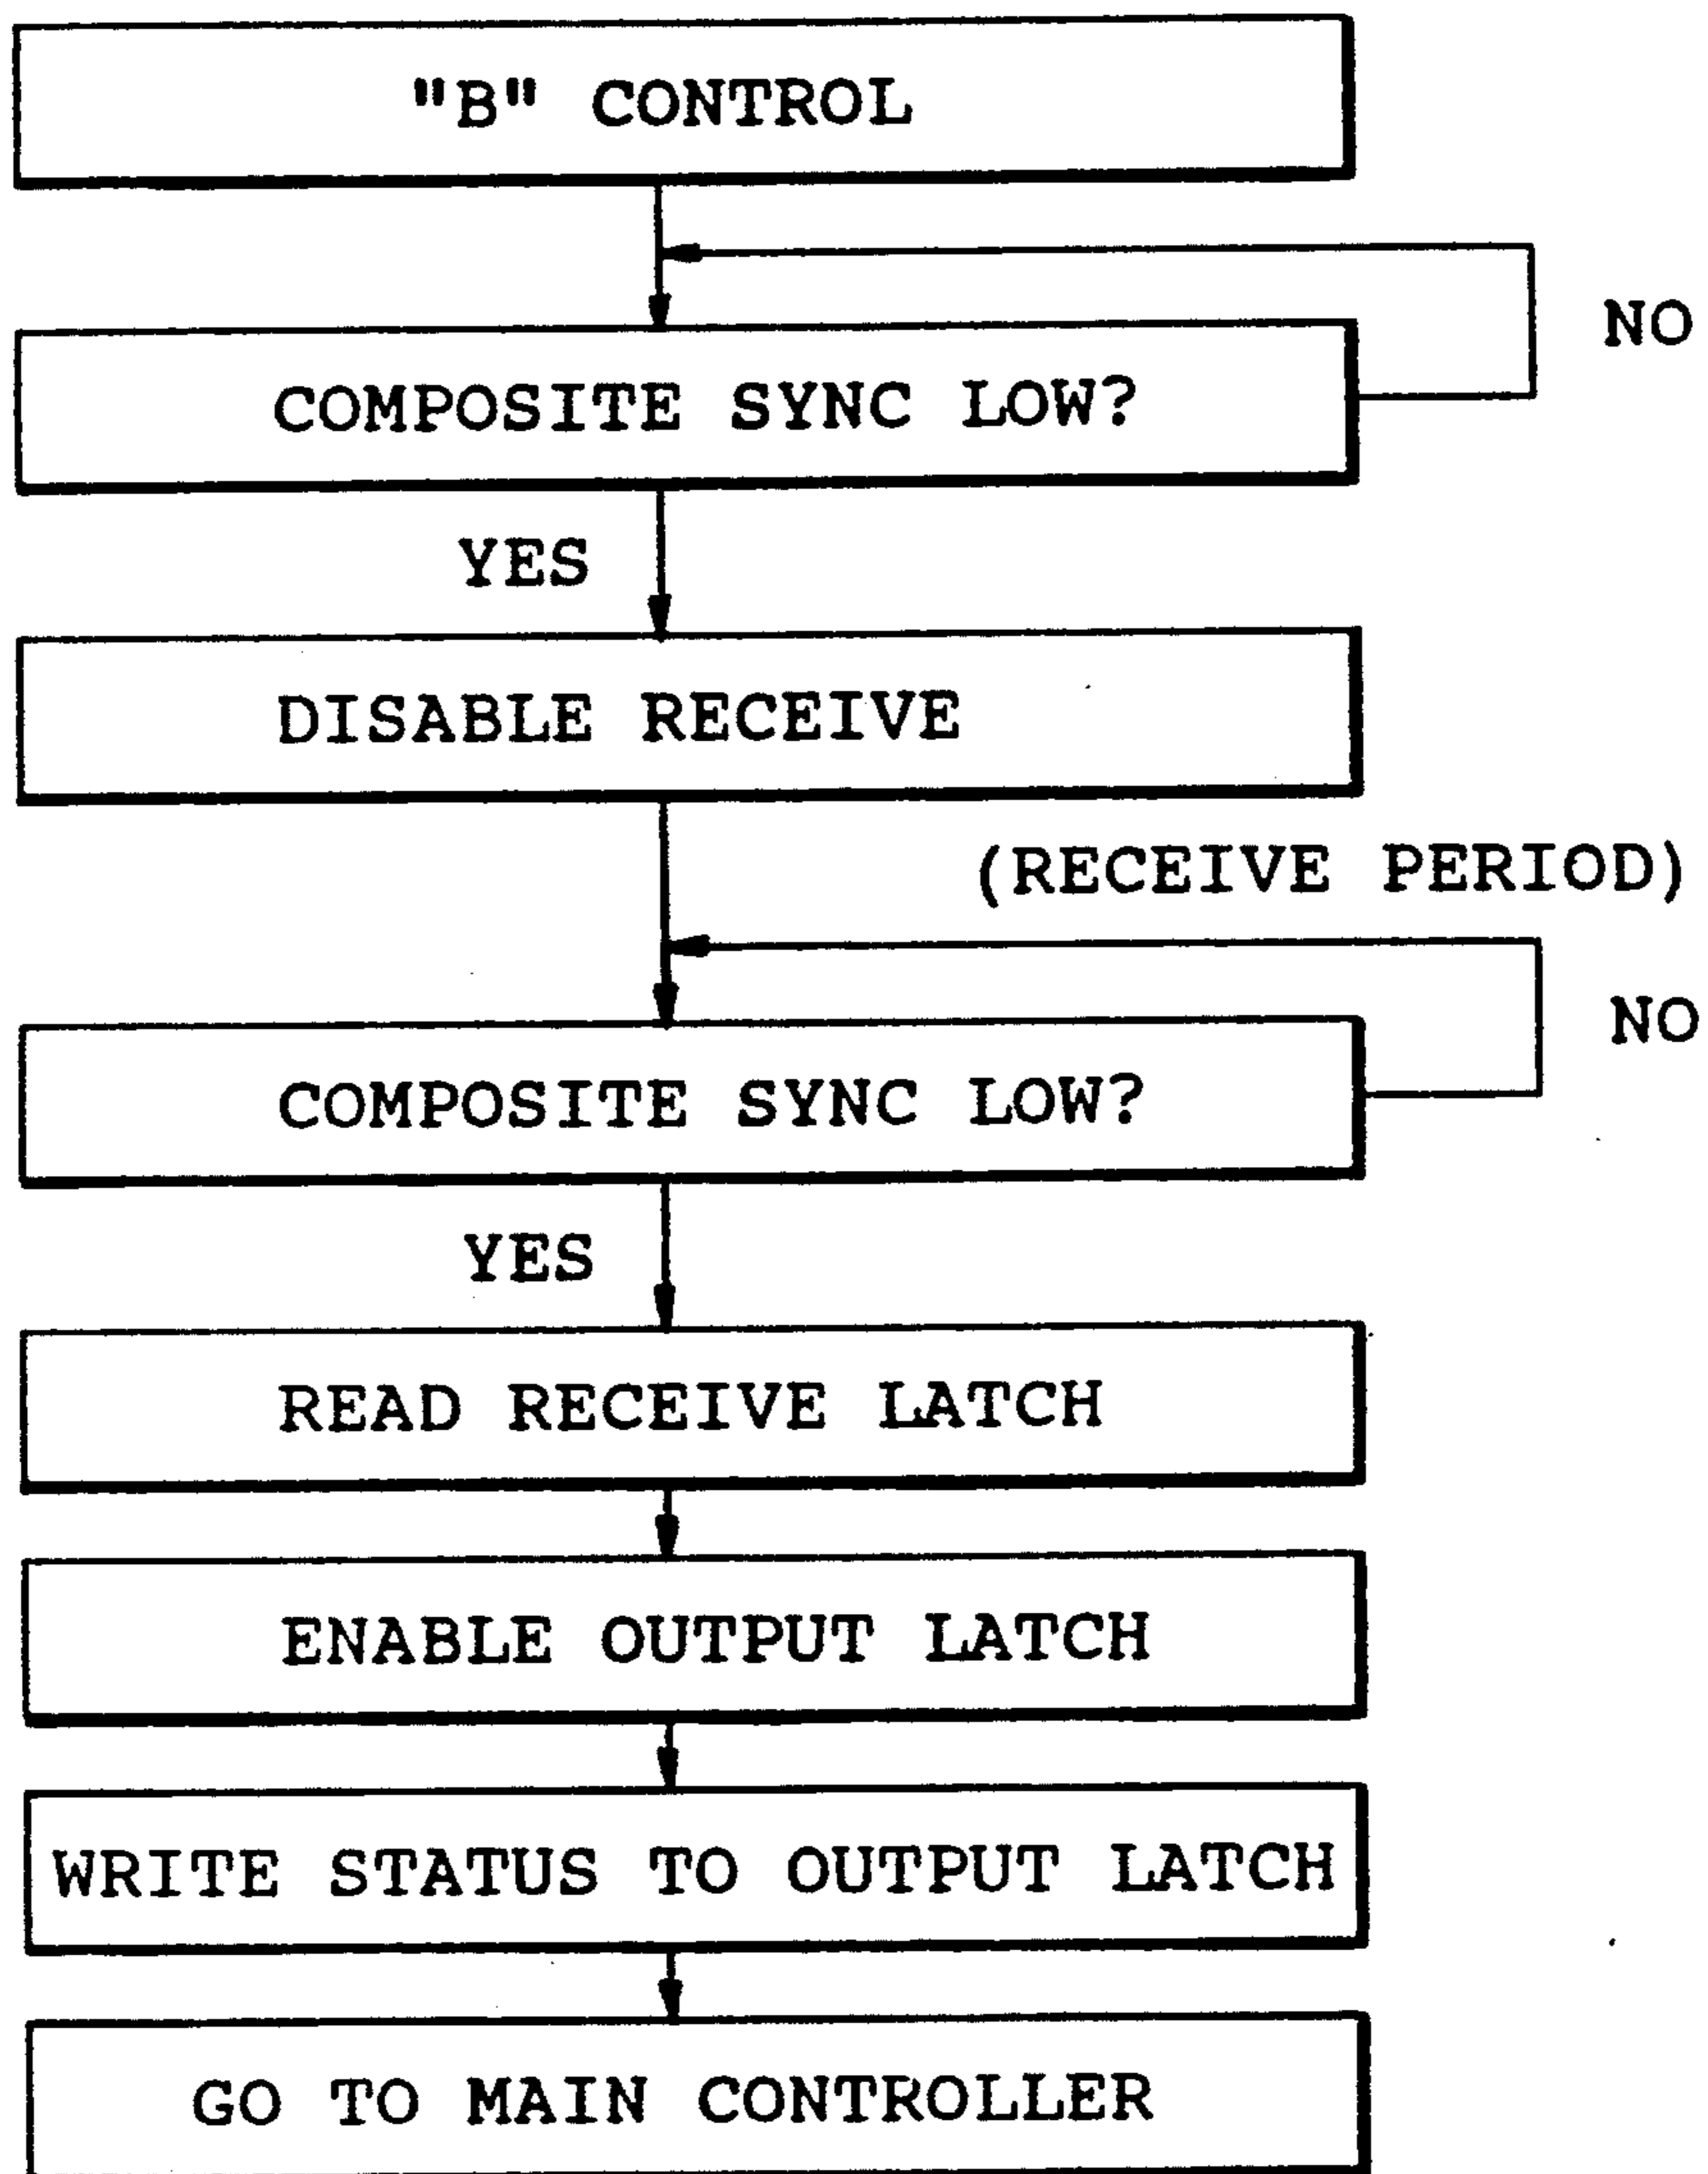 "B" CONTROL
NO
COMPOSITE SYNC LOW?
YES
DISABLE RECEIVE
(RECEIVE PERIOD)
NO
COMPOSITE SYNC LOW?
YES
READ RECEIVE LATCH
ENABLE OUTPUT LATCH
WRITE STATUS TO OUTPUT LATCH
GO TO MAIN CONTROLLER